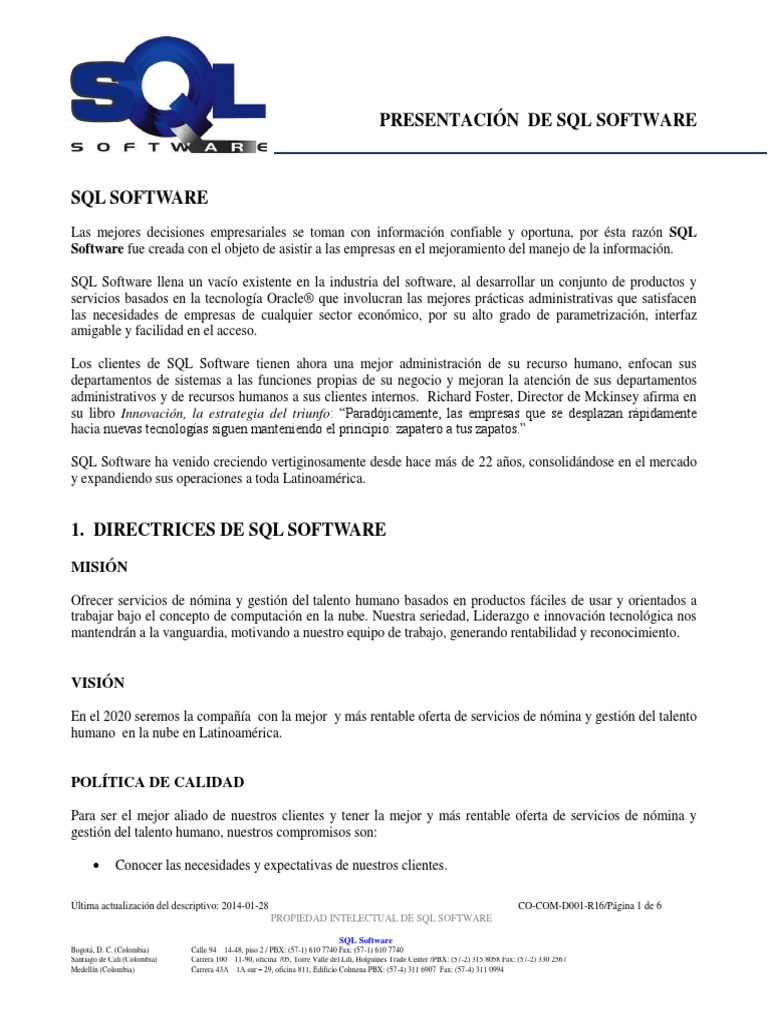 SQL
SOFTWARE
PRESENTACIÓN DE SQL SOFTWARE
SQL SOFTWARE
Las mejores decisiones empresariales se toman con información confiable y oportuna, por ésta razón SQL
Software fue creada con el objeto de asistir a las empresas en el mejoramiento del manejo de la información.
SQL Software llena un vacío existente en la industria del software, al desarrollar un conjunto de productos y
servicios basados en la tecnología Oracle® que involucran las mejores prácticas administrativas que satisfacen
las necesidades de empresas de cualquier sector económico, por su alto grado de parametrización, interfaz
amigable y facilidad en el acceso.
Los clientes de SQL Software tienen ahora una mejor administración de su recurso humano, enfocan sus
departamentos de sistemas a las funciones propias de su negocio y mejoran la atención de sus departamentos
administrativos y de recursos humanos a sus clientes internos. Richard Foster, Director de Mckinsey afirma en
su libro Innovación, la estrategia del triunfo: “Paradójicamente, las empresas que se desplazan rápidamente
hacia nuevas tecnologías siguen manteniendo el principio: zapatero a tus zapatos.”
SQL Software ha venido creciendo vertiginosamente desde hace más de 22 años, consolidándose en el mercado
y expandiendo sus operaciones a toda Latinoamérica.
1. DIRECTRICES DE SQL SOFTWARE
MISIÓN
Ofrecer servicios de nómina y gestión del talento humano basados en productos fáciles de usar y orientados a
trabajar bajo el concepto de computación en la nube. Nuestra seriedad, Liderazgo e innovación tecnológica nos
mantendrán a la vanguardia, motivando a nuestro equipo de trabajo, generando rentabilidad y reconocimiento.
VISIÓN
En el 2020 seremos la compañía con la mejor y más rentable oferta de servicios de nómina y gestión del talento
humano en la nube en Latinoamérica.
POLÍTICA DE CALIDAD
Para ser el mejor aliado de nuestros clientes y tener la mejor y más rentable oferta de servicios de nómina y
gestión del talento humano, nuestros compromisos son:
• Conocer las necesidades y expectativas de nuestros clientes.
Última actualización del descriptivo: 2014-01-28 CO-COM-D001-R16/Página 1 de 6
PROPIEDAD INTELECTUAL DE SQL SOFTWARE
SQL Software
Bogotá, D. C. (Colombia) Calle 94 14-48, piso 2 / PBX: (57-1) 610 7740 Fax: (57-1) 610 7740
Santiago de Cali (Colombia) Carrera 100 11-90, oficina 705, Torre Valle del Lili, Holguines Trade Center /PBX: (57-2) 315 8058 Fax: (57-2) 330 2567
Medellín (Colombia) Carrera 43A 1A sur – 29, oficina 811, Edificio Colmena PBX: (57-4) 311 6907 Fax: (57-4) 311 0994